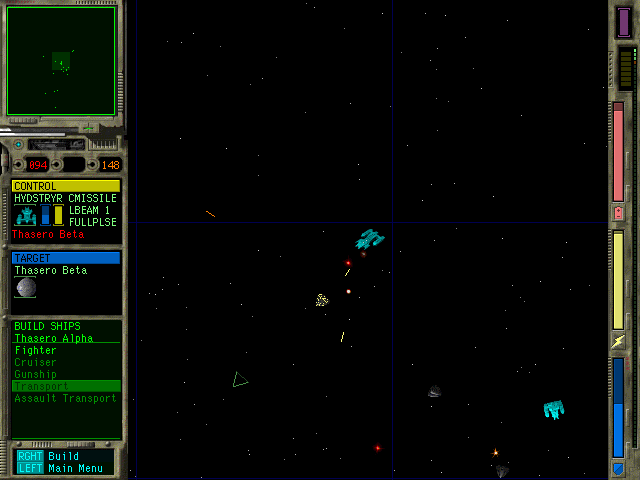 094 148
CONTROL
HVDSTRYR CMISSILE
LBEAM 1
FULLPLSE
Thasero Beta
TARGET
Thasero Beta
BUILD SHIPS
Thasero Alpha
Fighter
Cruiser
Gunship
Transport
Assault Transport
RGHT Build
LEFT Main Menu